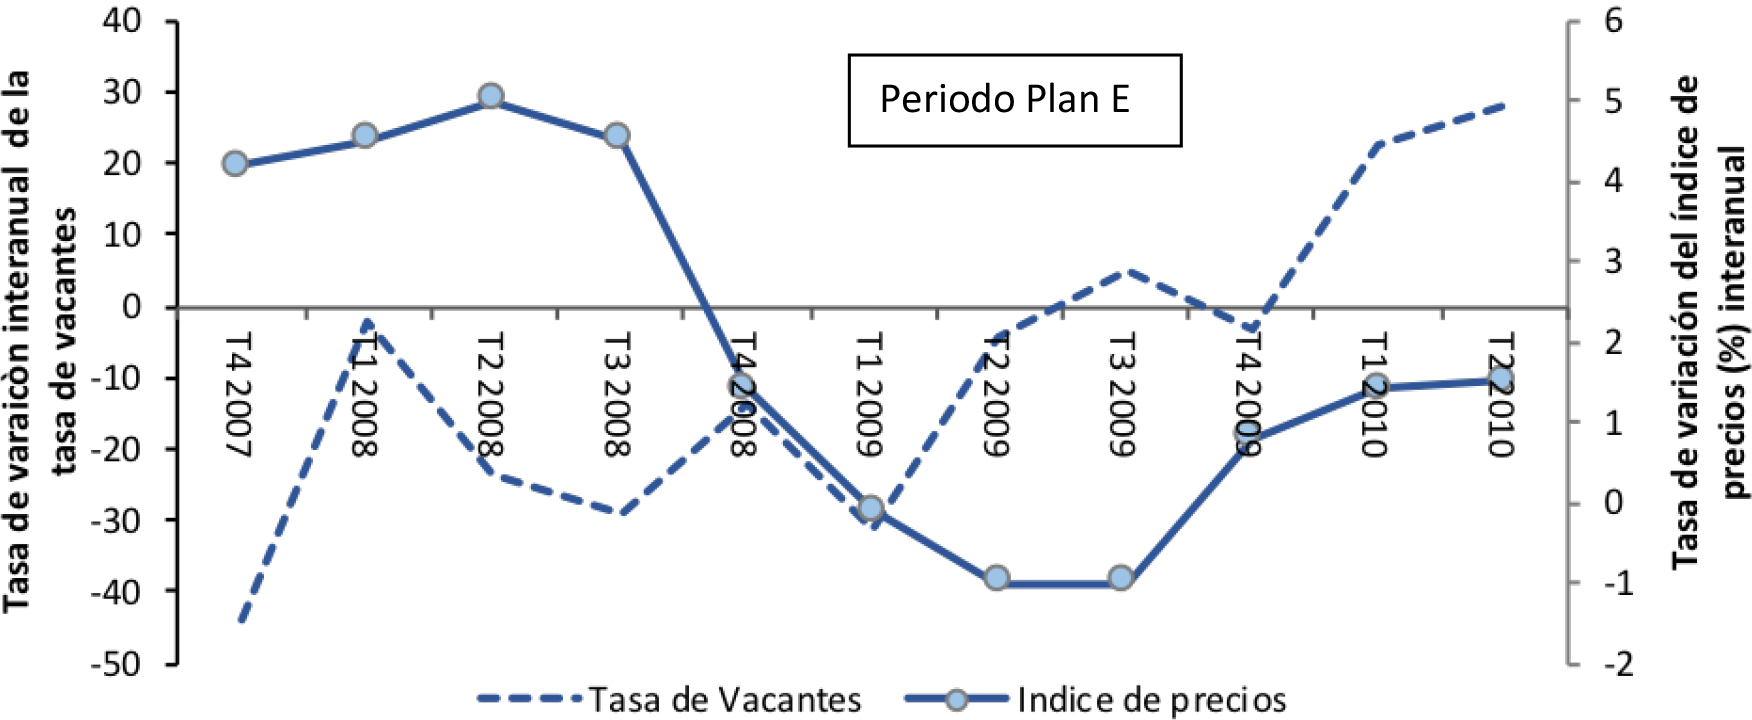 Tasa de varaicòn interanual de la
tasa de vacantes
40
30
20
10
0
-10
-20
-30
-40
-50
Periodo Plan E
T4 2007
T1 2008
T2 2008
T3 2008
T4 2008
T1 2009
T2 2009
T3 2009
T4 2009
T1 2010
T2 2010
6
5
4
3
2
1
0
-1
-2
Tasa de variación del índice de
precios (%) interanual
Tasa de Vacantes
Indice de precios